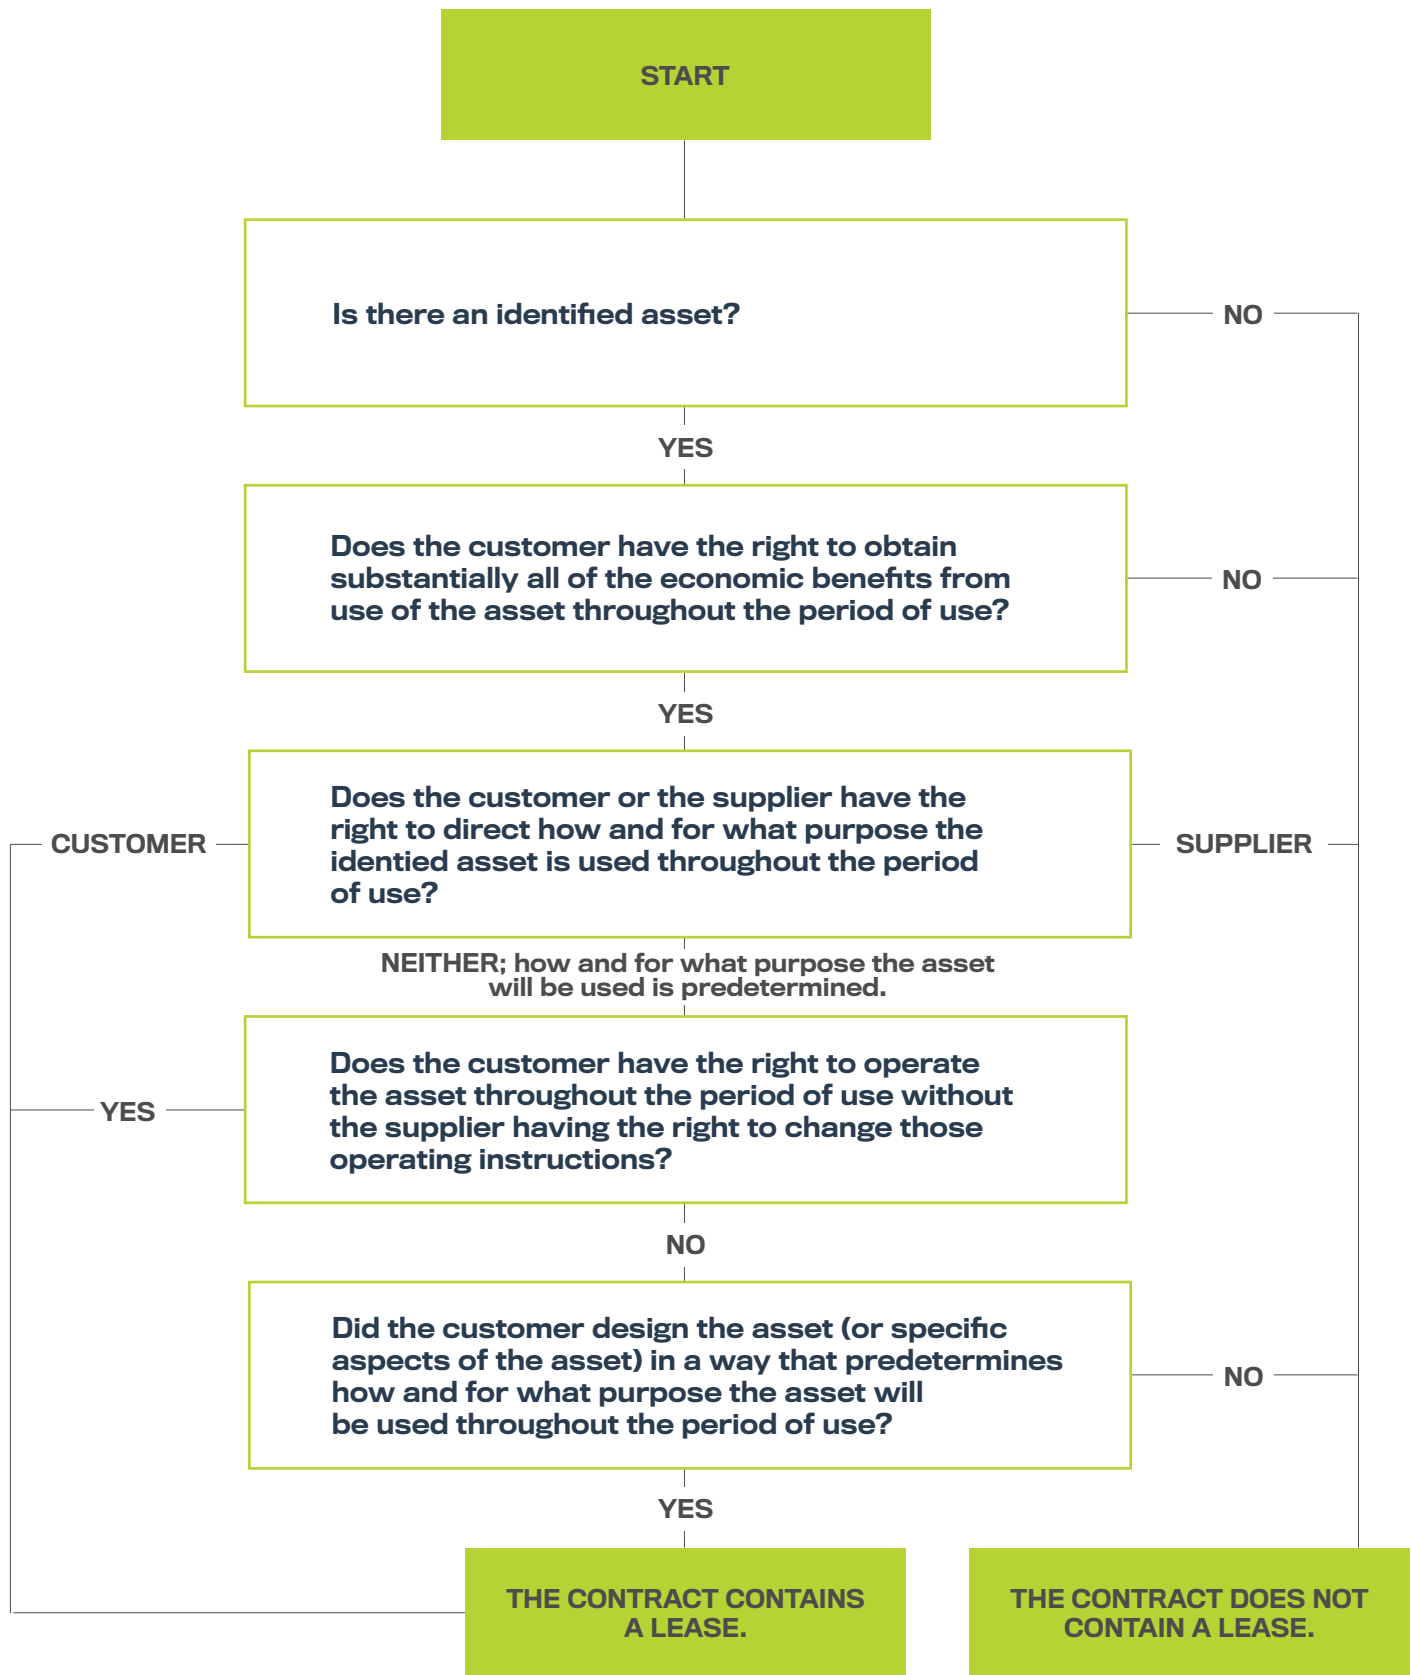 START
Is there an identified asset?
NO
YES
Does the customer have the right to obtain
substantially all of the economic benefits from
use of the asset throughout the period of use?
NO
YES
Does the customer or the supplier have the
right to direct how and for what purpose the
identied asset is used throughout the period
of use?
CUSTOMER
SUPPLIER
NEITHER; how and for what purpose the asset
will be used is predetermined.
Does the customer have the right to operate
the asset throughout the period of use without
the supplier having the right to change those
operating instructions?
YES
NO
Did the customer design the asset (or specific
aspects of the asset) in a way that predetermines
how and for what purpose the asset will
be used throughout the period of use?
NO
YES
THE CONTRACT CONTAINS
A LEASE.
THE CONTRACT DOES NOT
CONTAIN A LEASE.